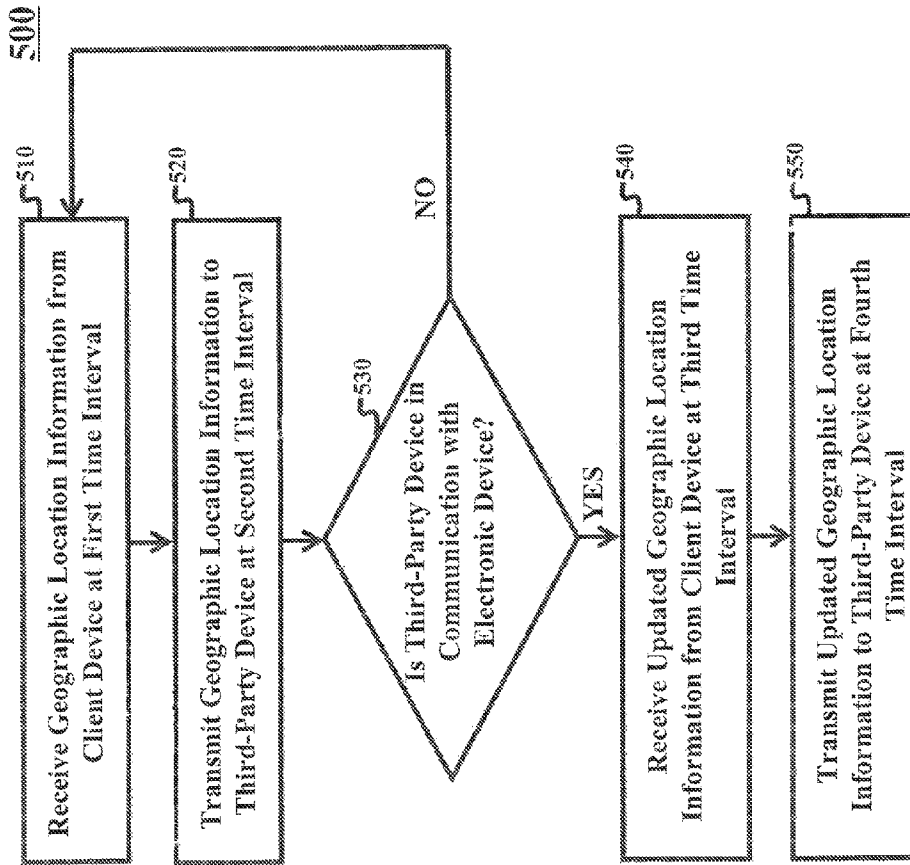 500
510
Receive Geographic Location Information from
Client Device at First Time Interval
520
Transmit Geographic Location Information to
Third-Party Device at Second Time Interval
530
Is Third-Party Device in
Communication with
Electronic Device?
NO
YES
540
Receive Updated Geographic Location
Information from Client Device at Third Time
Interval
550
Transmit Updated Geographic Location
Information to Third-Party Device at Fourth
Time Interval